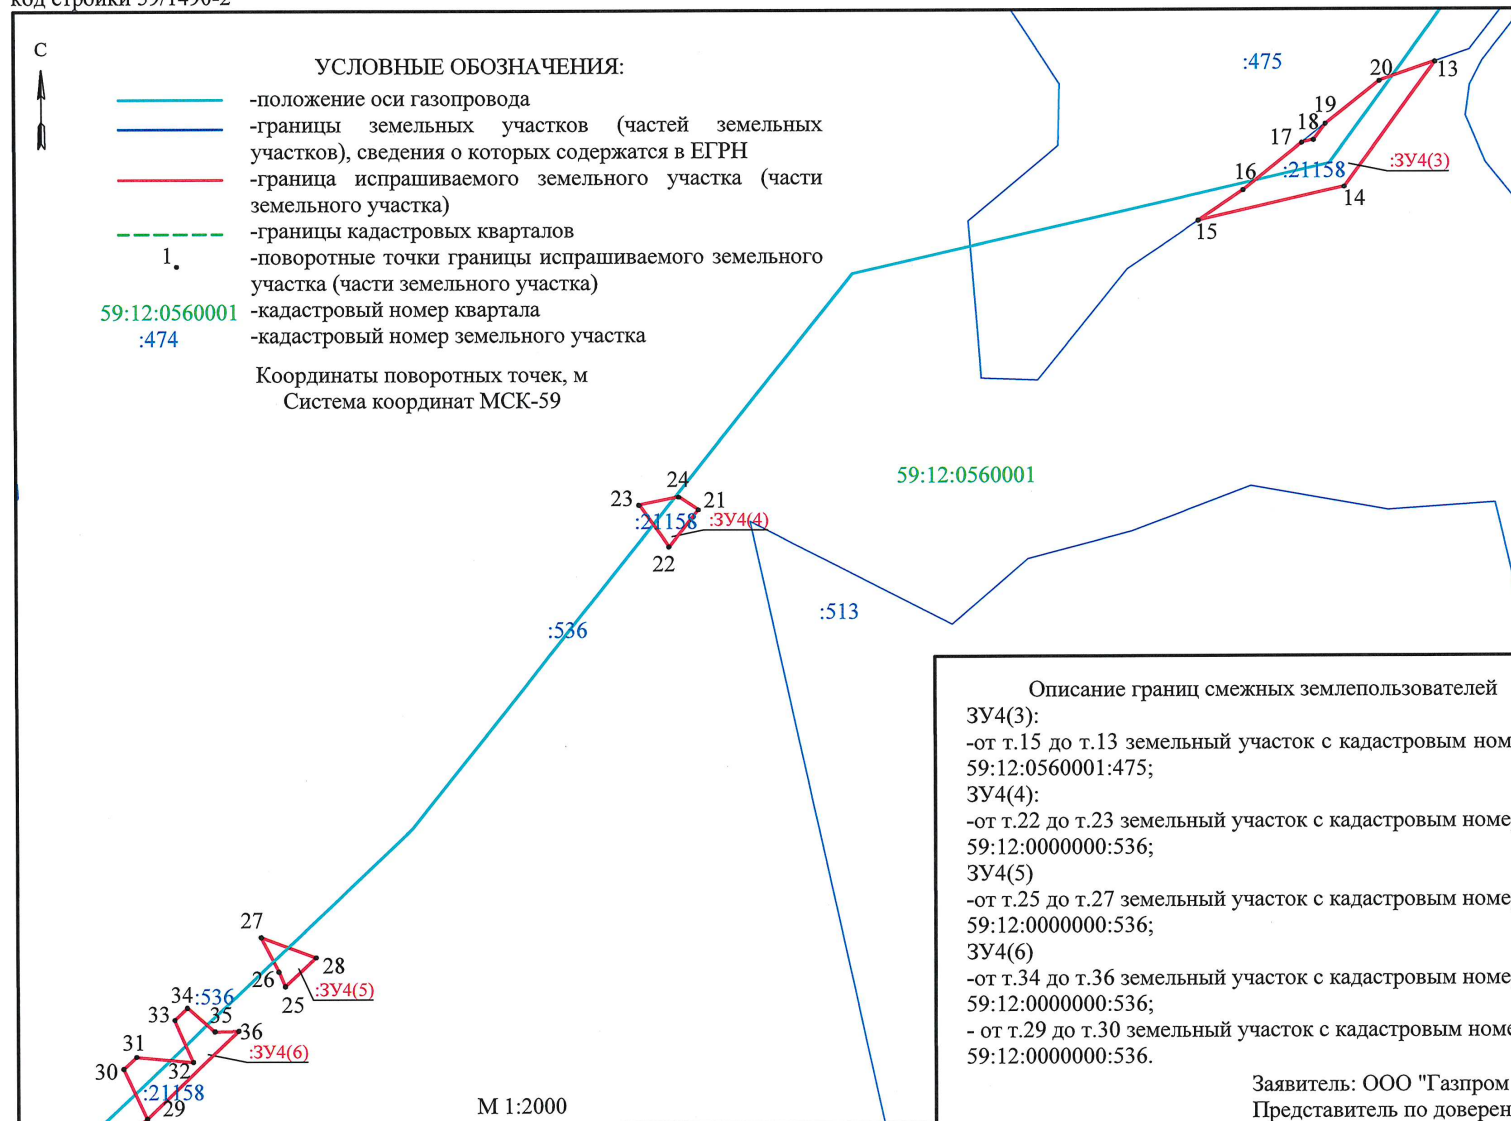 код стройки 59/1490-2
С
УСЛОВНЫЕ ОБОЗНАЧЕНИЯ:
-положение оси газопровода
-границы земельных участков (частей земельных
участков), сведения о которых содержатся в ЕГРН
-граница испрашиваемого земельного участка (части
земельного участка)
-границы кадастровых кварталов
1.
-поворотные точки границы испрашиваемого земельного
участка (части земельного участка)
59:12:0560001 -кадастровый номер квартала
:474 -кадастровый номер земельного участка
Координаты поворотных точек, м
Система координат МСК-59
:475
20
13
19
18
17
:ЗУ4(3)
16
:21158
14
15
59:12:0560001
24
23
21
:21158
:ЗУ4(4)
22
:513
:536
27
28
26
25
:ЗУ4(5)
34
:536
33
35
36
31
:ЗУ4(6)
30
32
:21158
29
М 1:2000
Описание границ смежных землепользователей
ЗУ4(3):
-от т.15 до т.13 земельный участок с кадастровым ном
59:12:0560001:475;
ЗУ4(4):
-от т.22 до т.23 земельный участок с кадастровым номе
59:12:0000000:536;
ЗУ4(5)
-от т.25 до т.27 земельный участок с кадастровым номе
59:12:0000000:536;
ЗУ4(6)
-от т.34 до т.36 земельный участок с кадастровым номе
59:12:0000000:536;
- от т.29 до т.30 земельный участок с кадастровым номе
59:12:0000000:536.
Заявитель: ООО "Газпром
Представитель по доверен